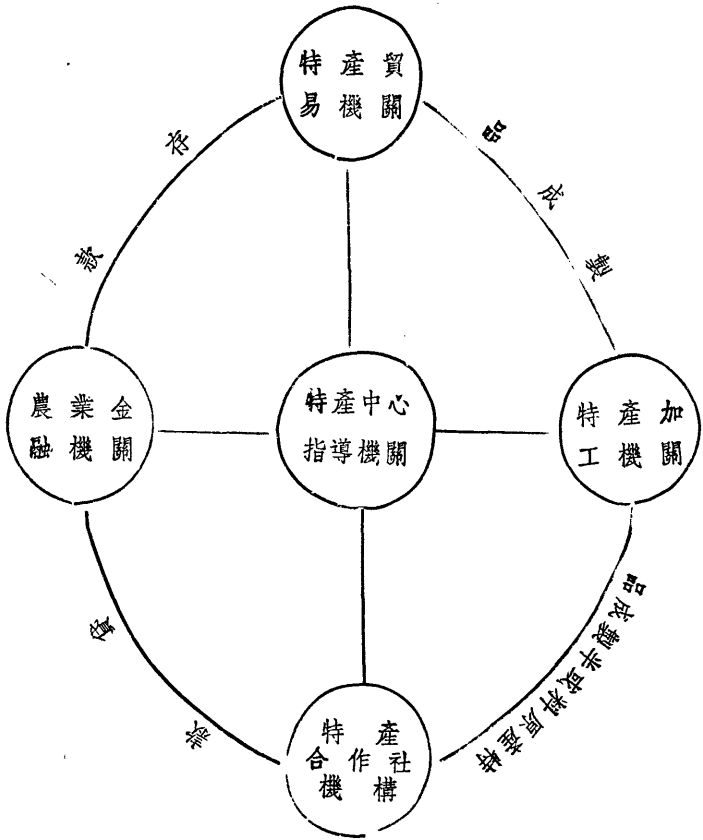 特產貿
易機關
存款
製成品
農業金
融機關
特產中心
指導機關
特產加
工機關
貸款
特產原料或半製成品
特產
合作社
機構